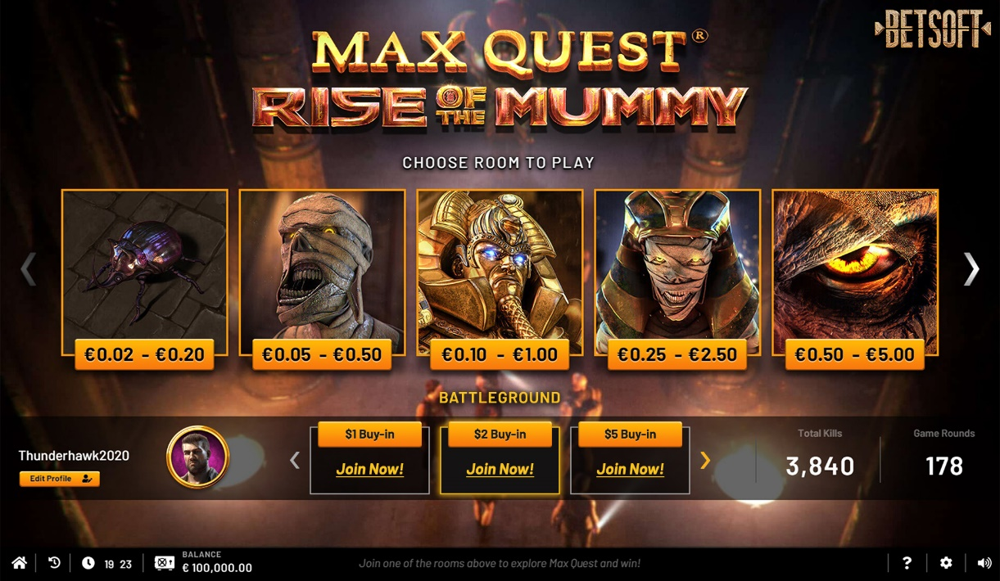 BETSOFT
MAX QUEST®
RISE OF THE MUMMY
CHOOSE ROOM TO PLAY
€0.02 - €0.20
€0.05 - €0.50
€0.10 - €1.00
€0.25 - €2.50
€0.50 - €5.00
BATTLEGROUND
Thunderhawk2020
Edit Profile
$1 Buy-in
Join Now!
$2 Buy-in
Join Now!
$5 Buy-in
Join Now!
Total Kills
3,840
Game Rounds
178
19 23
BALANCE
€ 100,000.00
Join one of the rooms above to explore Max Quest and win!
?